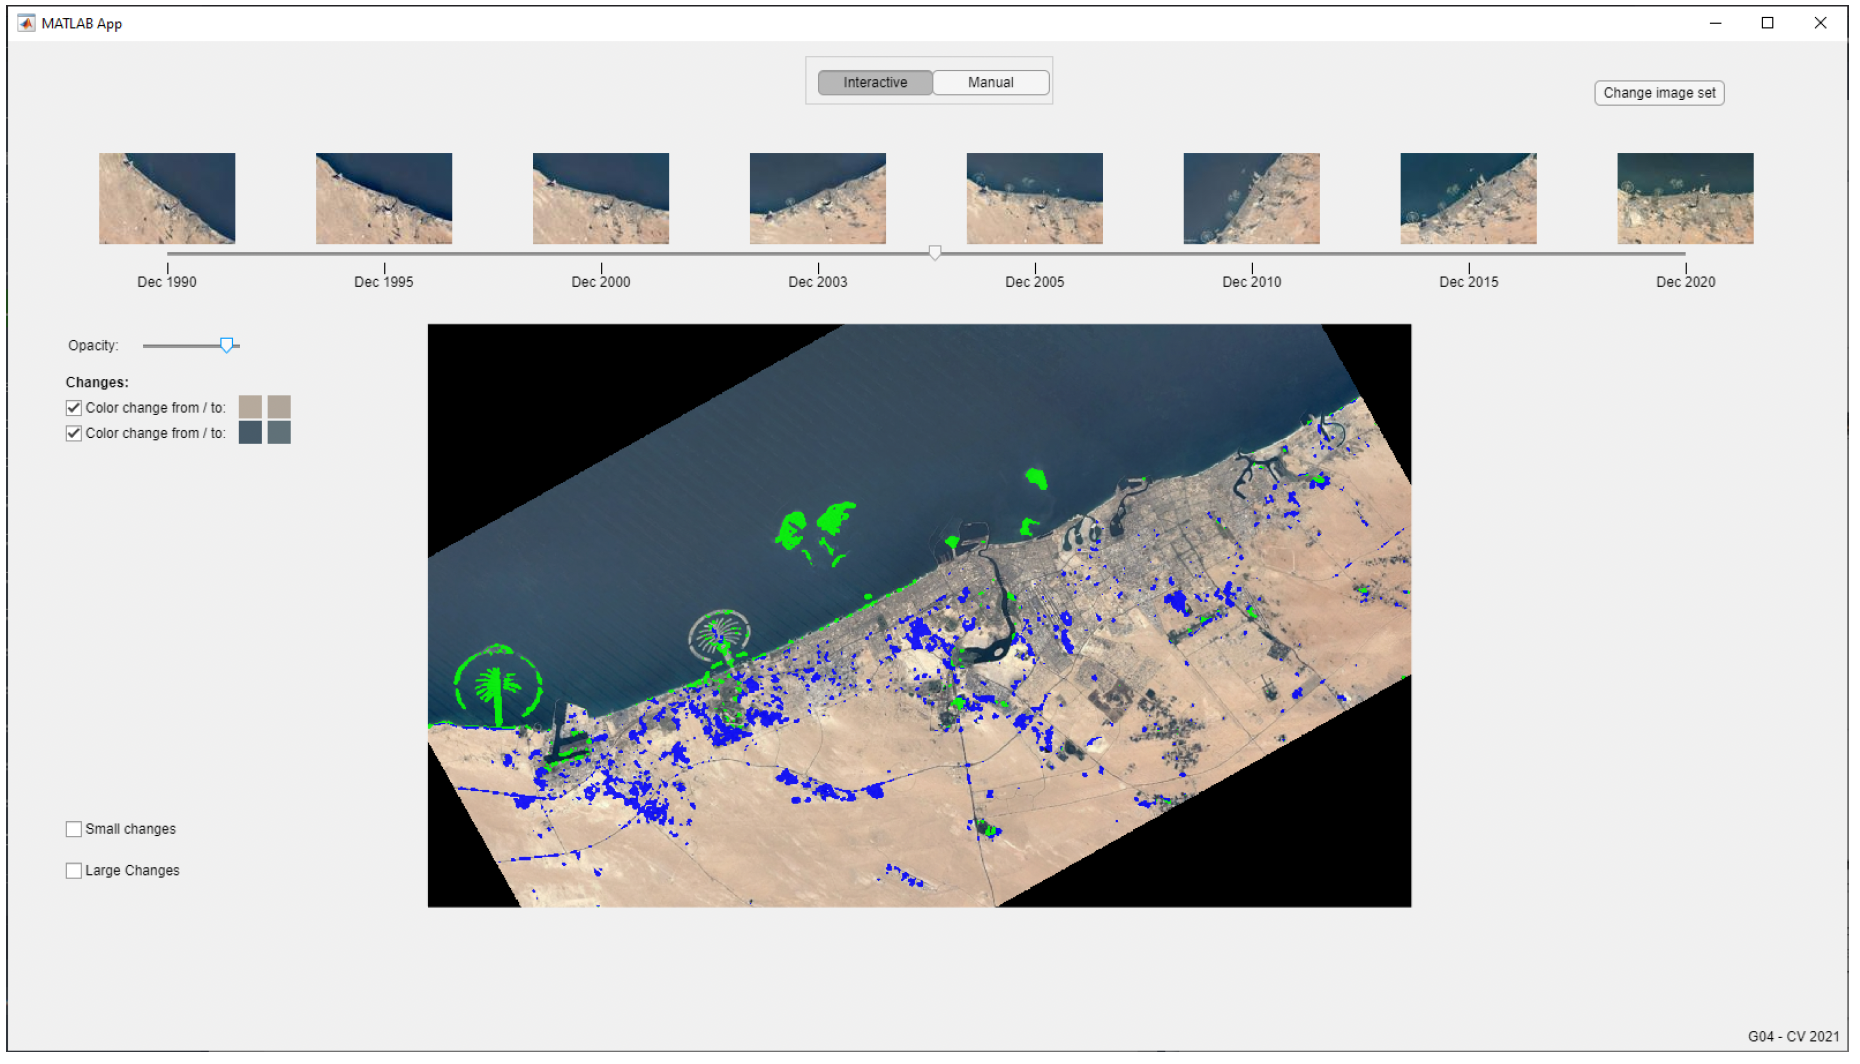 MATLAB App
Interactive Manual
Change image set
Dec 1990 Dec 1995 Dec 2000 Dec 2003 Dec 2005 Dec 2010 Dec 2015 Dec 2020
Opacity:
Changes:
Color change from / to:
Color change from / to:
Small changes
Large Changes
G04 - CV 2021